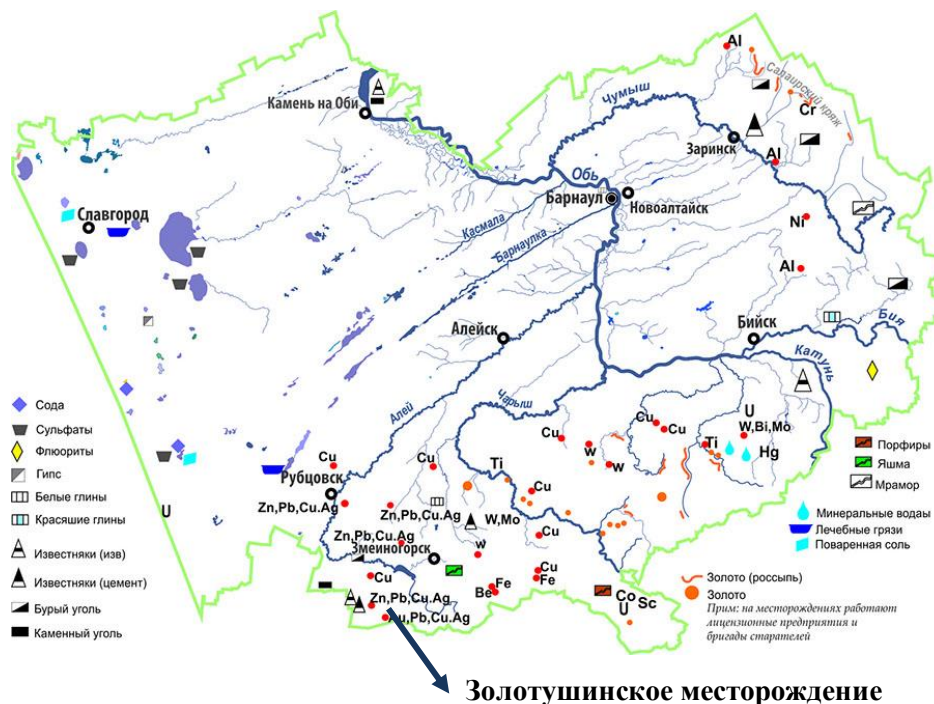 Al
Салаирский кряж
Камень на Оби
Чумыш
Cr
Заринск
Al
Обь
Барнаул
Новоалтайск
Славгород
Касмала
Барнаулка
Ni
Al
Алейск
Бийск
Бия
Катунь
Алей
Чарыш
Сода
Сульфаты
Флюориты
Гипс
Белые глины
Красяшие глины
Известняки (изв)
Известняки (цемент)
Бурый уголь
Каменный уголь
U
Cu
Рубцовск
Zn,Pb,Cu.Ag
Cu
Zn,Pb,Cu.Ag
Zn,Pb,Cu.Ag
Змеиногорск
Ti
W,Mo
w
Cu
Cu
Cu
w
w
Cu
Cu
Ti
U
W,Bi,Mo
Hg
Cu
Zn,Pb,Cu.Ag
Au,Pb,Cu.Ag
Fe
Be
Cu
Fe
Co
U
Sc
Порфиры
Яшма
Мрамор
Минеральные водаы
Лечебные грязи
Поваренная соль
Золото (россыпь)
Золото
Прим: на месторождениях работают
лицензионные предприятия и
бригады старателей
Золотушинское месторождение